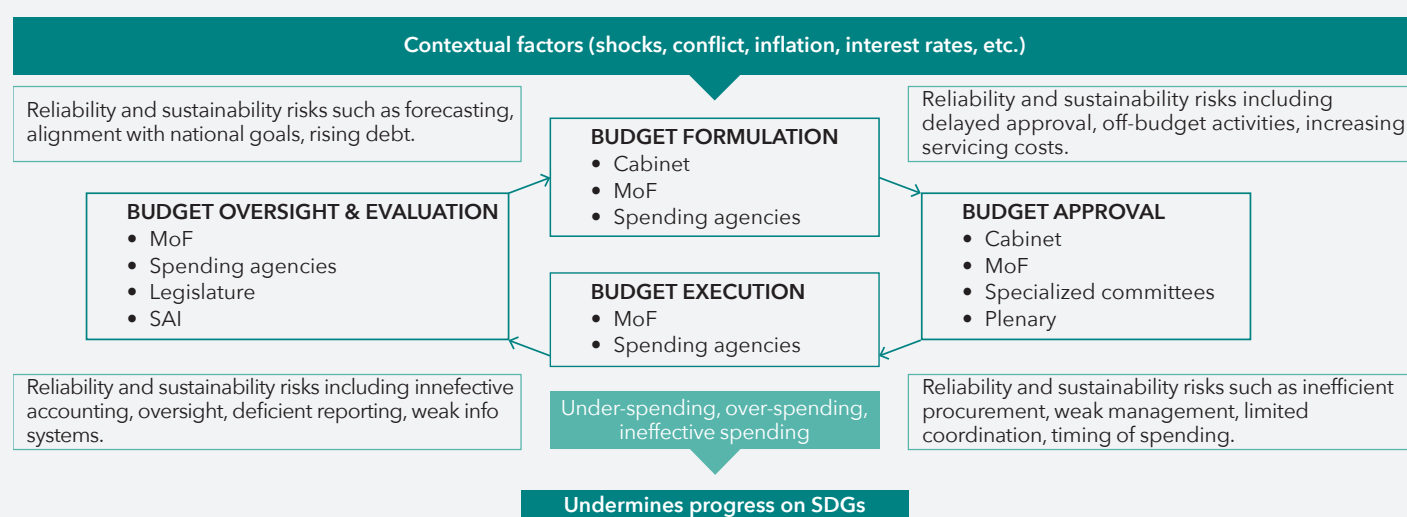 Contextual factors (shocks, conflict, inflation, interest rates, etc.)
Reliability and sustainability risks such as forecasting,
alignment with national goals, rising debt.
Reliability and sustainability risks including
delayed approval, off-budget activities, increasing
servicing costs.
BUDGET FORMULATION
• Cabinet
• MoF
• Spending agencies
BUDGET OVERSIGHT & EVALUATION
• MoF
• Spending agencies
• Legislature
• SAI
BUDGET APPROVAL
• Cabinet
• MoF
• Specialized committees
• Plenary
BUDGET EXECUTION
• MoF
• Spending agencies
Reliability and sustainability risks including innefective
accounting, oversight, deficient reporting, weak info
systems.
Under-spending, over-spending,
ineffective spending
Reliability and sustainability risks such as inefficient
procurement, weak management, limited
coordination, timing of spending.
Undermines progress on SDGs